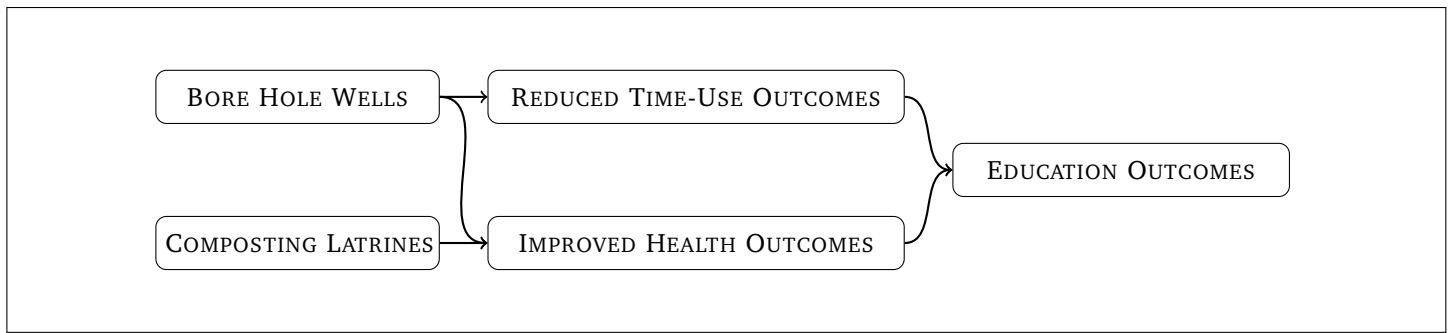 BORE HOLE WELLS
REDUCED TIME-USE OUTCOMES
EDUCATION OUTCOMES
COMPOSTING LATRINES
IMPROVED HEALTH OUTCOMES